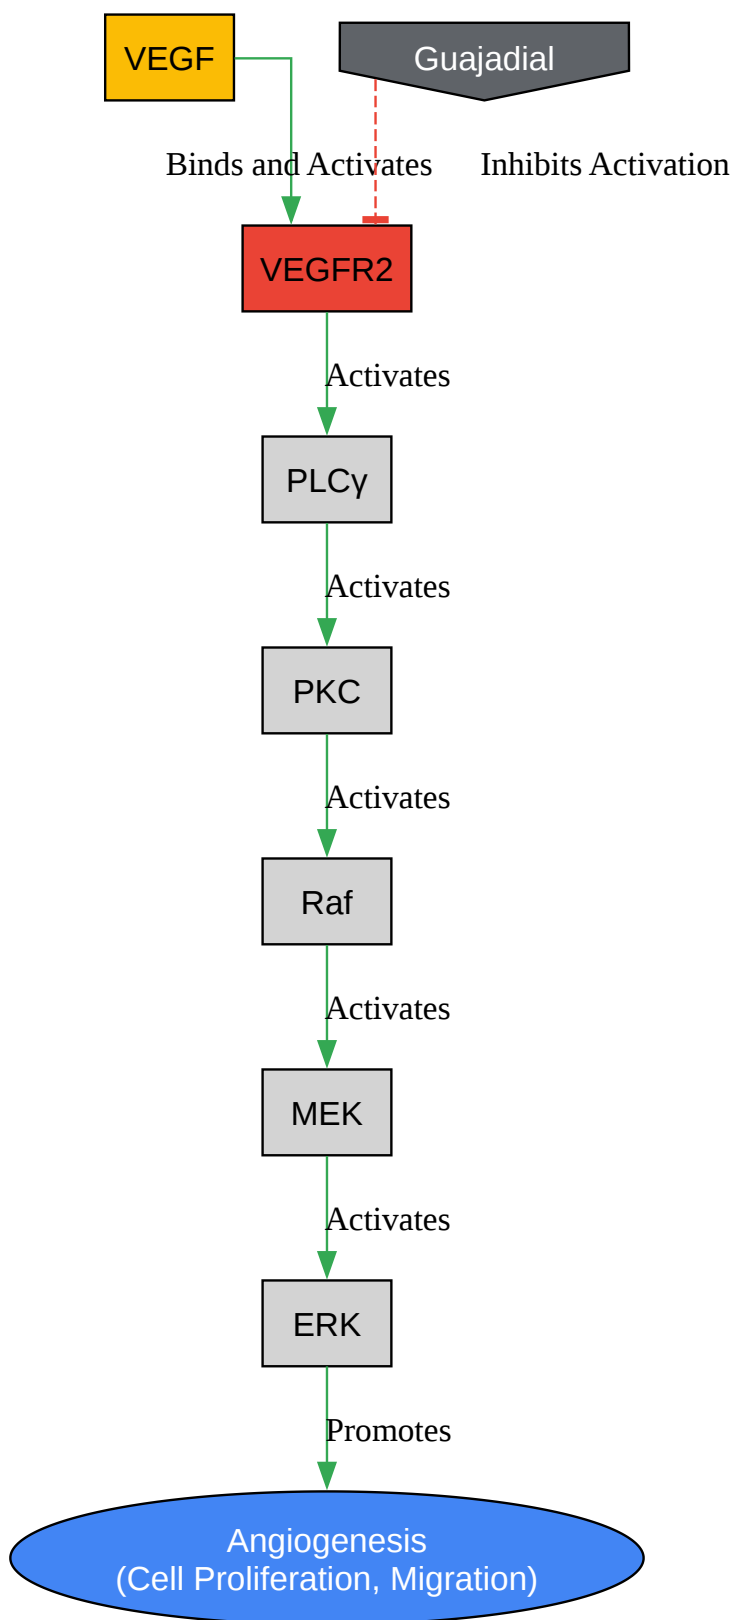 VEGF
Guajadial
Binds and Activates
Inhibits Activation
VEGFR2
Activates
PLCγ
Activates
PKC
Activates
Raf
Activates
MEK
Activates
ERK
Promotes
Angiogenesis
(Cell Proliferation, Migration)